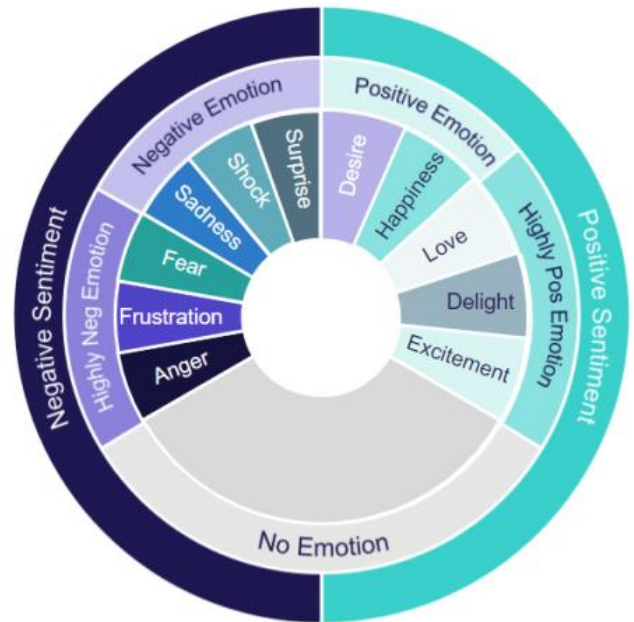 Negative Sentiment
Positive Sentiment
Negative Emotion
Positive Emotion
Highly Neg Emotion
Highly Pos Emotion
No Emotion
Anger
Frustration
Fear
Sadness
Shock
Surprise
Desire
Happiness
Love
Delight
Excitement